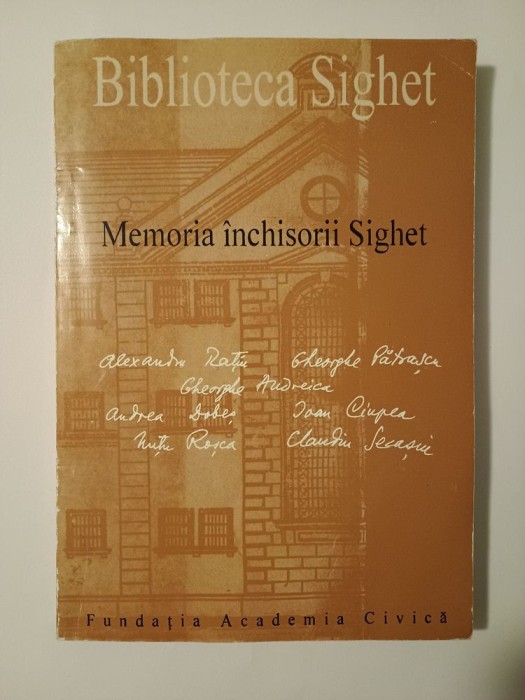 Biblioteca Sighet
Memoria închisorii Sighet
Alexandru Rațiu Gheorghe Pătrașcu
Gheorghe Andreica
Andrea Dobeș Ioan Ciupea
Nuțu Roșca Claudiu Secașiu
Fundația Academia Civică